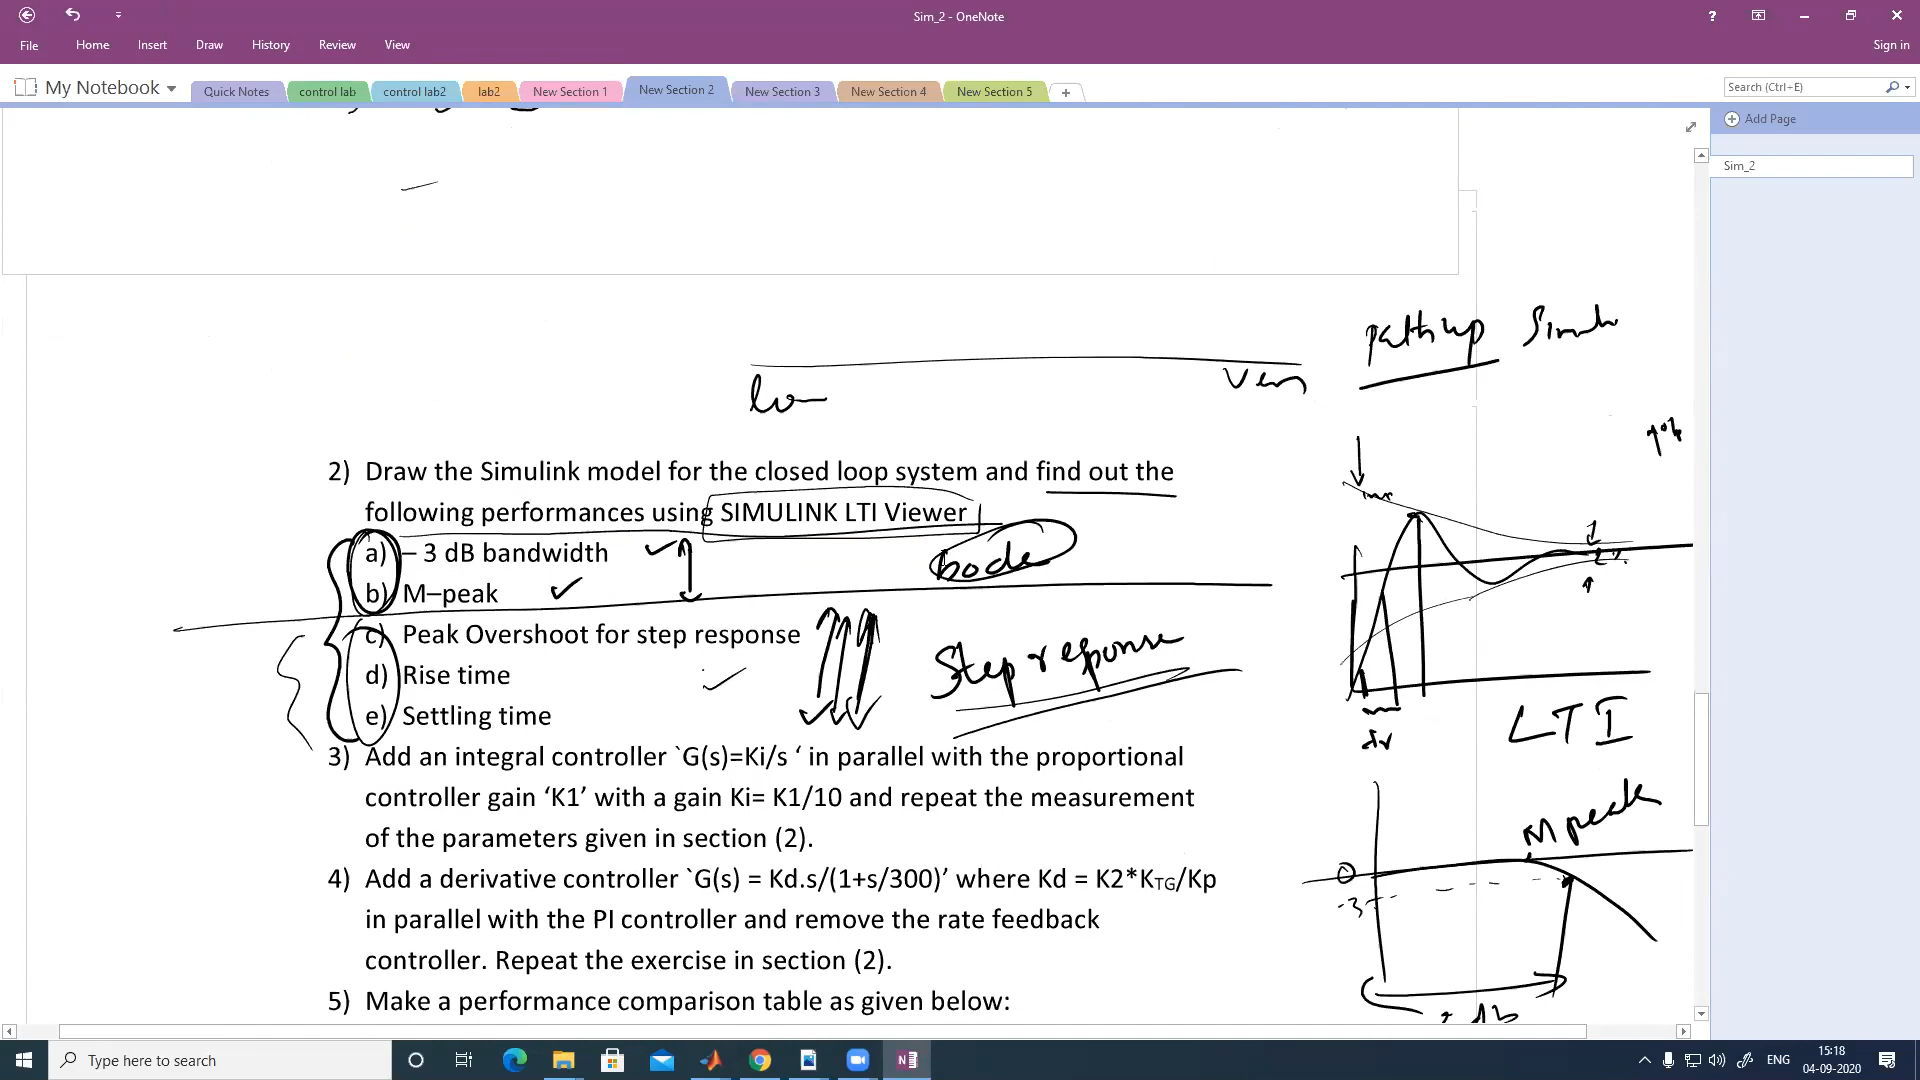 Sim_2 - OneNote
File Home Insert Draw History Review View
Sign in
My Notebook
Quick Notes control lab control lab2 lab2 New Section 1 New Section 2 New Section 3 New Section 4 New Section 5
Search (Ctrl+E)
Add Page
Sim_2
2) Draw the Simulink model for the closed loop system and find out the
following performances using SIMULINK LTI Viewer
a) – 3 dB bandwidth
bode
b) M–peak
c) Peak Overshoot for step response
Step response
d) Rise time
e) Settling time
LTI
3) Add an integral controller `G(s)=Ki/s ‘ in parallel with the proportional
controller gain ‘K1’ with a gain Ki= K1/10 and repeat the measurement
of the parameters given in section (2).
M peak
0
-3
4) Add a derivative controller `G(s) = Kd.s/(1+s/300)’ where Kd = K2*KTG/Kp
in parallel with the PI controller and remove the rate feedback
controller. Repeat the exercise in section (2).
5) Make a performance comparison table as given below:
Type here to search
ENG
15:18
04-09-2020